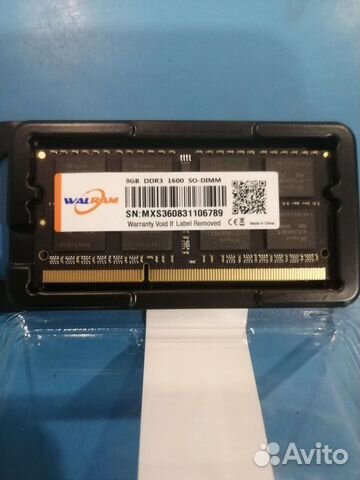 8GB DDR3 1600 SO-DIMM
WALRAM
SN:MXS360831106789
Warranty Void If Label Removed
Made in China
Avito